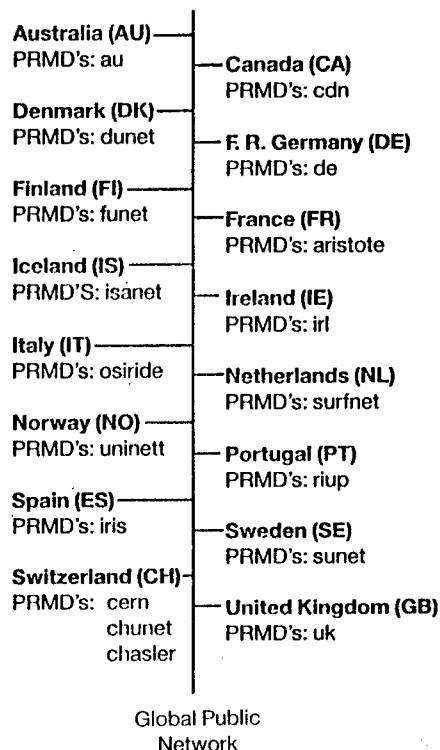 Australia (AU)
PRMD's: au
Canada (CA)
PRMD's: cdn
Denmark (DK)
PRMD's: dunet
F. R. Germany (DE)
PRMD's: de
Finland (FI)
PRMD's: funet
France (FR)
PRMD's: aristote
Iceland (IS)
PRMD'S: isanet
Ireland (IE)
PRMD's: irl
Italy (IT)
PRMD's: osiride
Netherlands (NL)
PRMD's: surfnet
Norway (NO)
PRMD's: uninett
Portugal (PT)
PRMD's: riup
Spain (ES)
PRMD's: iris
Sweden (SE)
PRMD's: sunet
Switzerland (CH)
PRMD's: cern
chunet
chasler
United Kingdom (GB)
PRMD's: uk
Global Public
Network